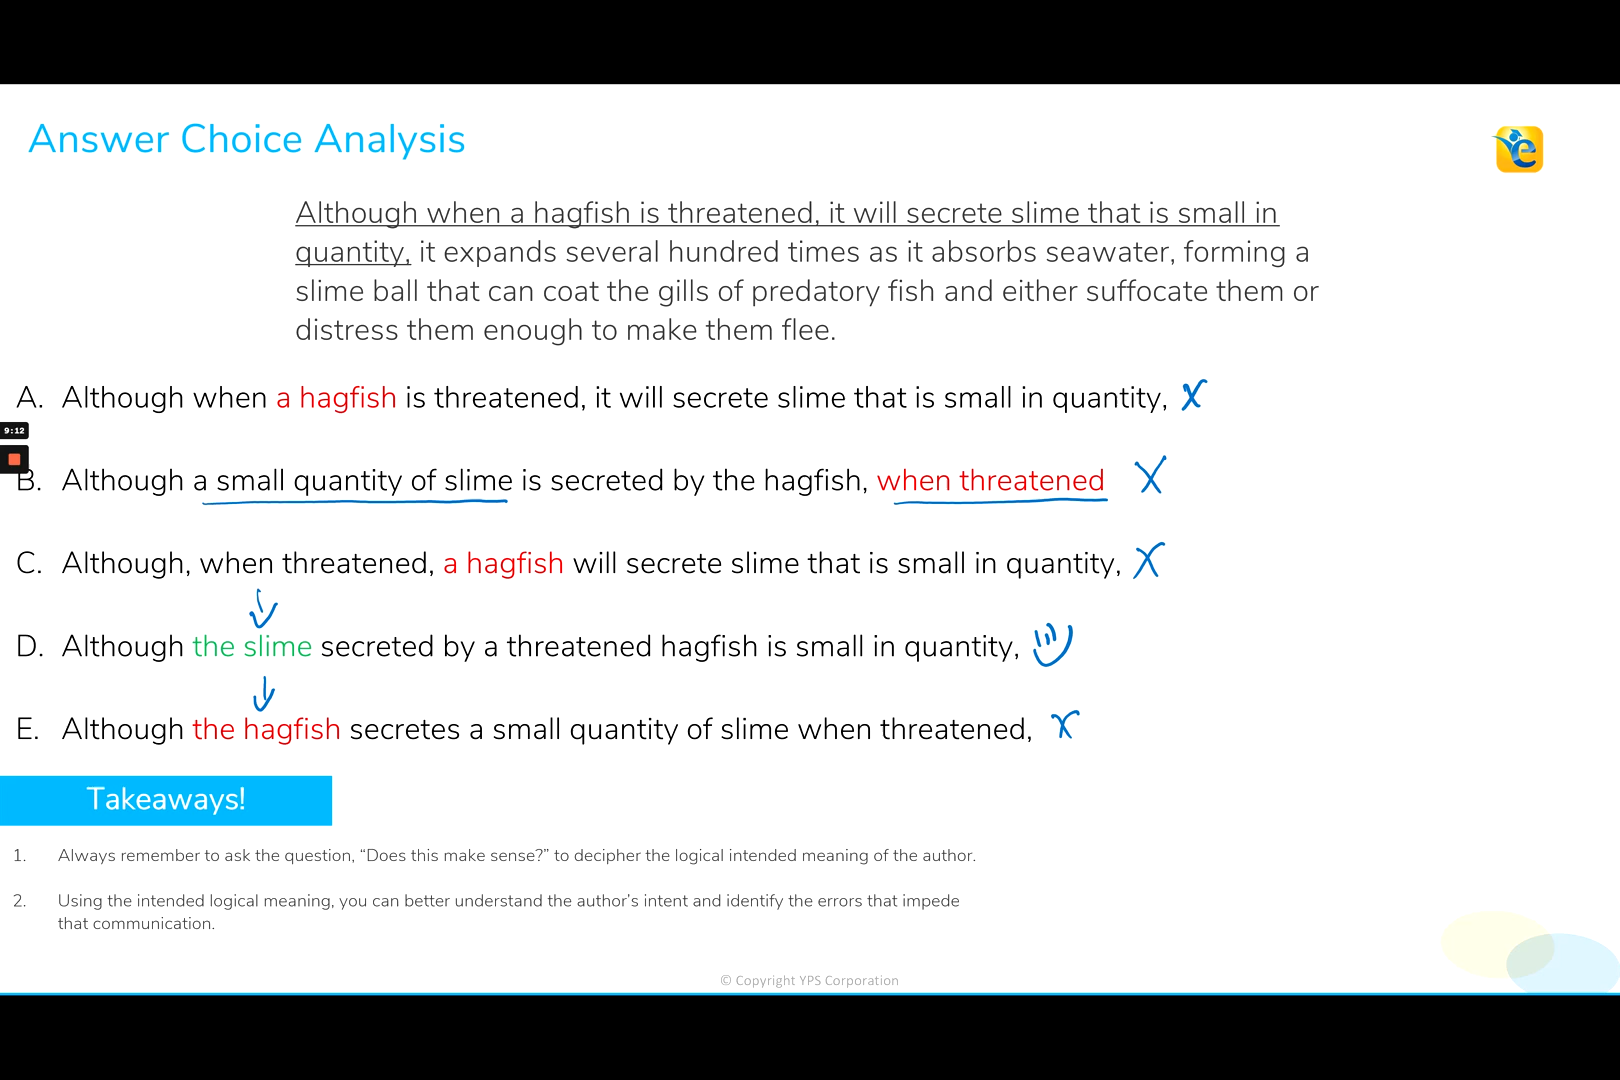 Answer Choice Analysis
Although when a hagfish is threatened, it will secrete slime that is small in
quantity, it expands several hundred times as it absorbs seawater, forming a
slime ball that can coat the gills of predatory fish and either suffocate them or
distress them enough to make them flee.
A. Although when a hagfish is threatened, it will secrete slime that is small in quantity,
9:12
B. Although a small quantity of slime is secreted by the hagfish, when threatened
C. Although, when threatened, a hagfish will secrete slime that is small in quantity,
D. Although the slime secreted by a threatened hagfish is small in quantity,
E. Although the hagfish secretes a small quantity of slime when threatened,
Takeaways!
1. Always remember to ask the question, “Does this make sense?” to decipher the logical intended meaning of the author.
2. Using the intended logical meaning, you can better understand the author’s intent and identify the errors that impede
that communication.
© Copyright YPS Corporation